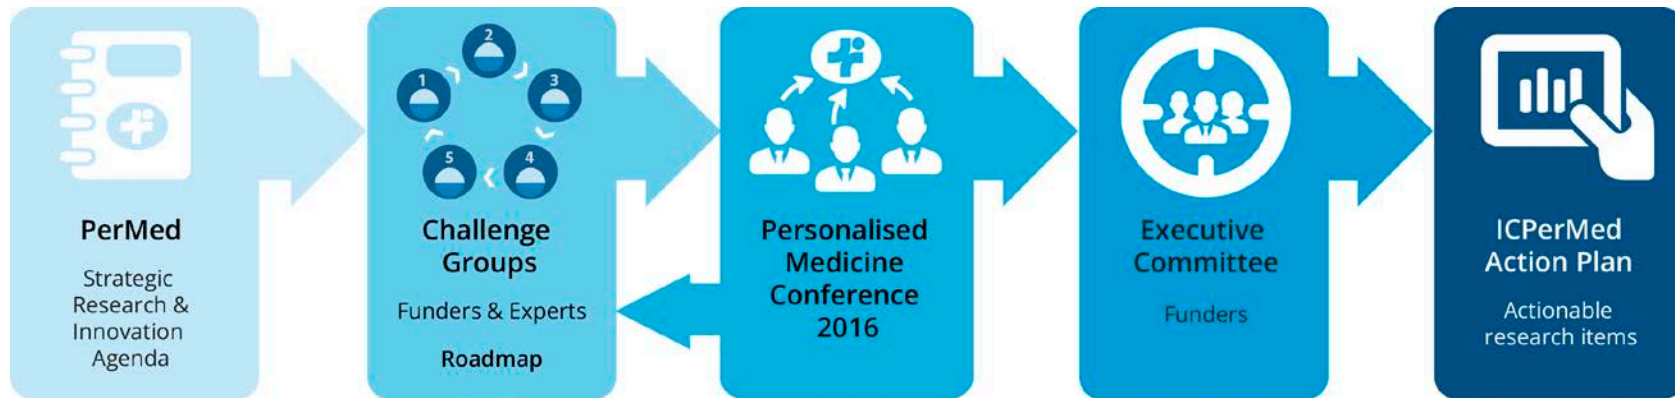 PerMed
Strategic
Research &
Innovation
Agenda
2
1
3
5
4
Challenge
Groups
Funders & Experts
Roadmap
Personalised
Medicine
Conference
2016
Executive
Committee
Funders
ICPerMed
Action Plan
Actionable
research items